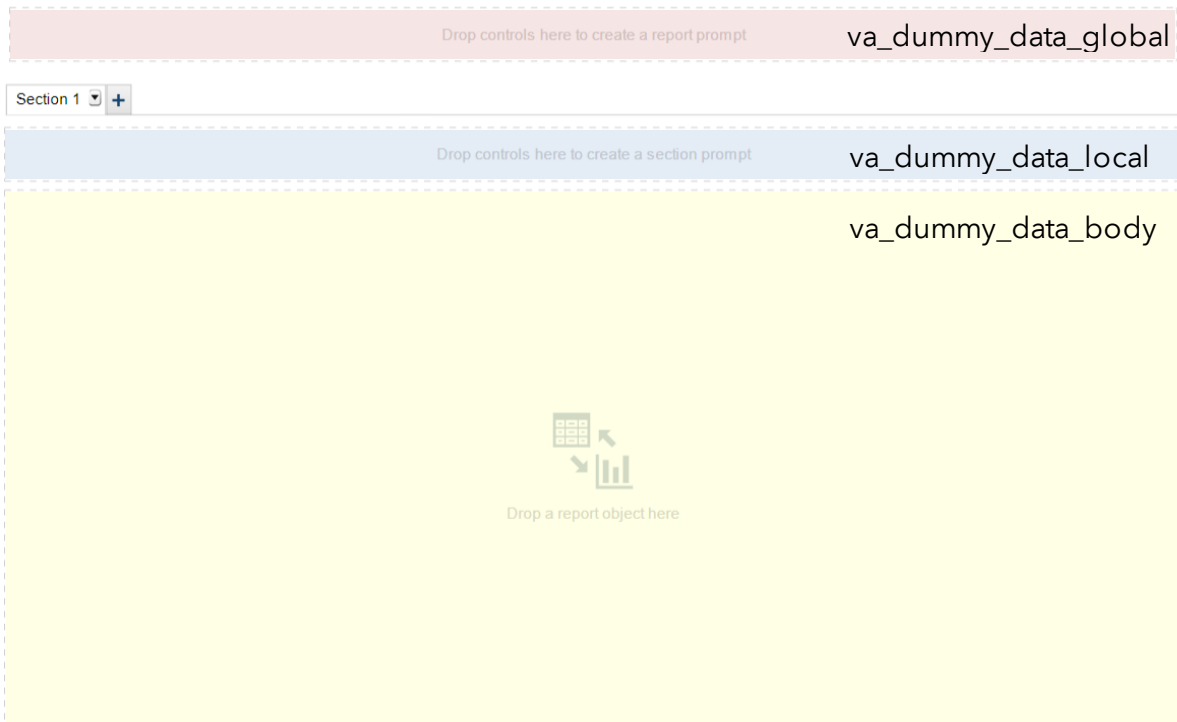 Drop controls here to create a report prompt va_dummy_data_global
Section 1 +
Drop controls here to create a section prompt va_dummy_data_local
va_dummy_data_body
Drop a report object here